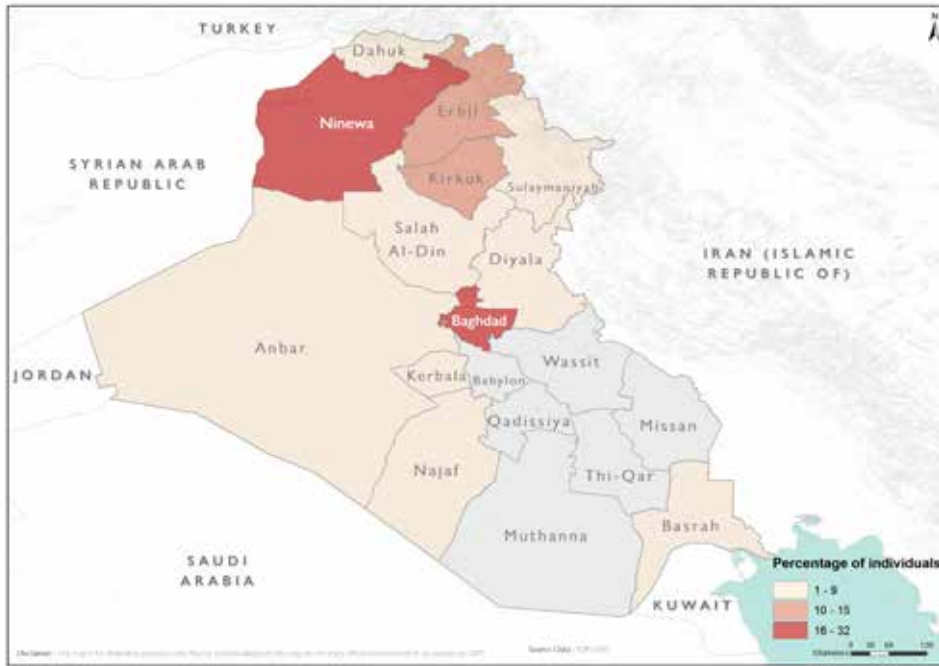 N
TURKEY
Dahuk
Ninewa
Erbil
SYRIAN ARAB
REPUBLIC
Kirkuk
Sulaymaniyah
Salah
Al-Din
Diyala
IRAN (ISLAMIC
REPUBLIC OF)
Baghdad
Anbar
Wassit
JORDAN
Kerbala
Babylon
Qadissiya
Missan
Najaf
Thi-Qar
Basrah
Muthanna
SAUDI
ARABIA
KUWAIT
Percentage of individuals
1 - 9
10 - 15
16 - 32